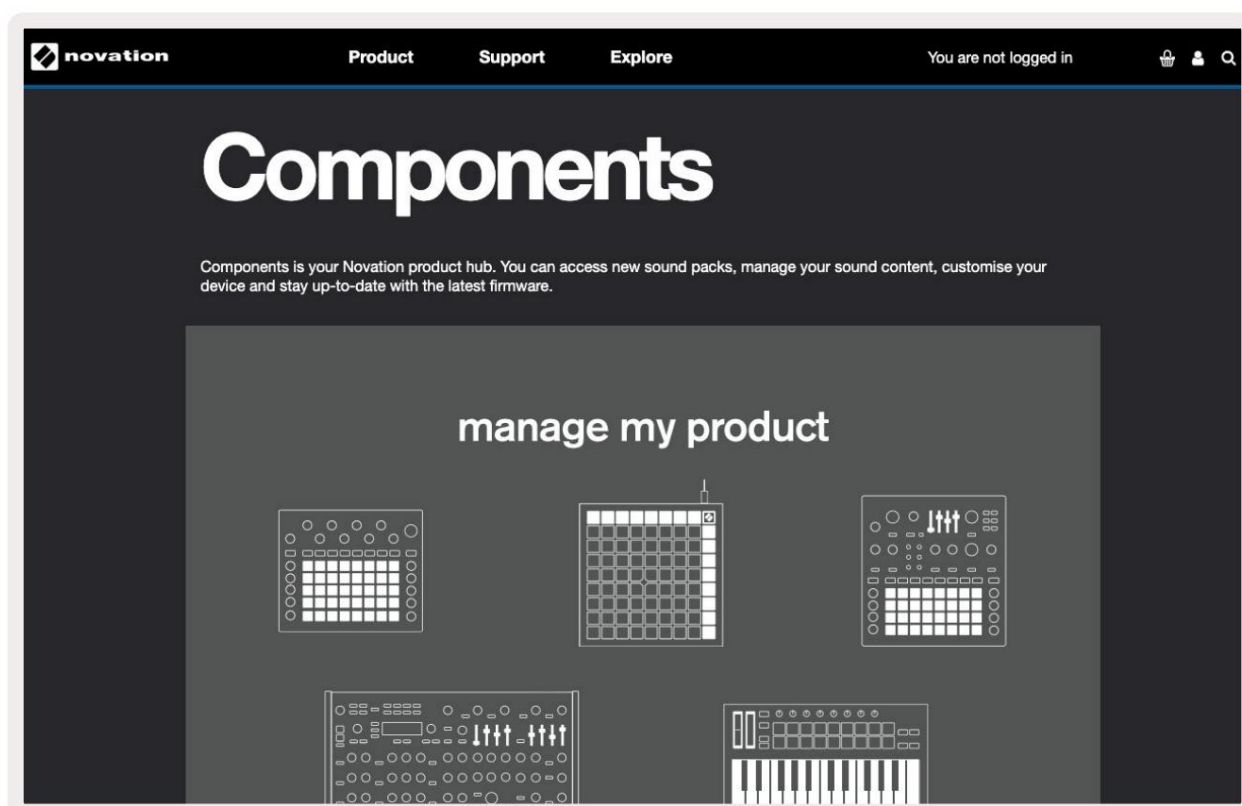 novation Product Support Explore You are not logged in
Components
Components is your Novation product hub. You can access new sound packs, manage your sound content, customise your
device and stay up-to-date with the latest firmware.
manage my product